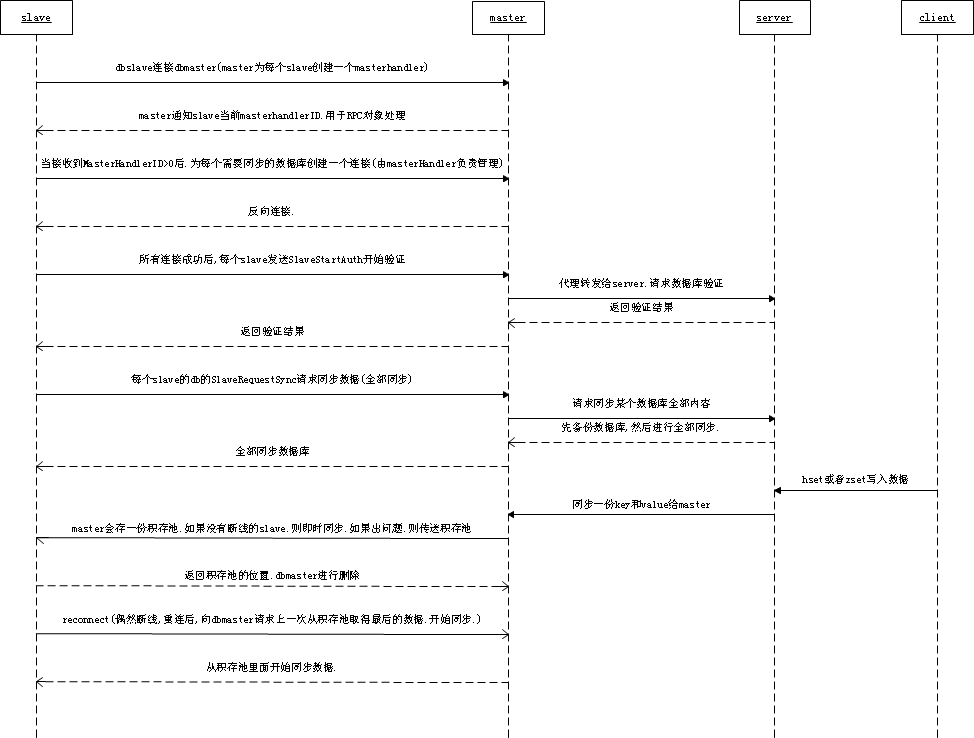 slave
master
server
client
dbslave连接dbmaster(master为每个slave创建一个masterhandler)
master通知slave当前masterhandlerID.用于RPC对象处理
当接收到MasterHandlerID>0后.为每个需要同步的数据库创建一个连接(由masterHandler负责管理)
反向连接.
所有连接成功后,每个slave发送SlaveStartAuth开始验证
代理转发给server.请求数据库验证
返回验证结果
返回验证结果
每个slave的db的SlaveRequestSync请求同步数据(全部同步)
请求同步某个数据库全部内容
先备份数据库,然后进行全部同步.
全部同步数据库
hset或者zset写入数据
同步一份key和value给master
master会存一份积存池.如果没有断线的slave.则即时同步.如果出问题.则传送积存池
返回积存池的位置.dbmaster进行删除
reconnect(偶然断线,重连后,向dbmaster请求上一次从积存池取得最后的数据.开始同步.)
从积存池里面开始同步数据.